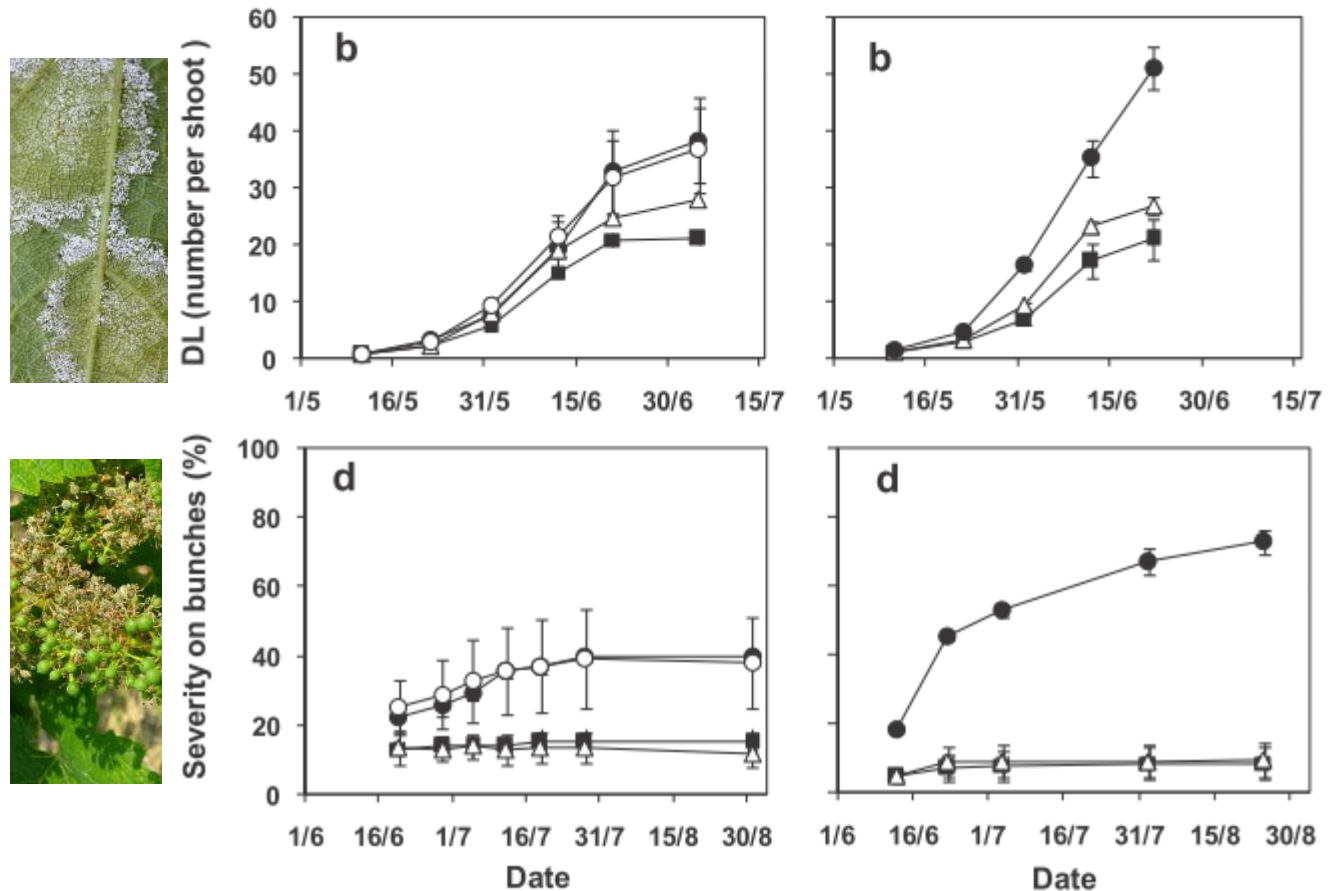 DL (number per shoot )
60
50
40
30
20
10
0
b
1/5 16/5 31/5 15/6 30/6 15/7
b
1/5 16/5 31/5 15/6 30/6 15/7
Severity on bunches (%)
100
80
60
40
20
0
d
1/6 16/6 1/7 16/7 31/7 15/8 30/8
Date
d
1/6 16/6 1/7 16/7 31/7 15/8 30/8
Date